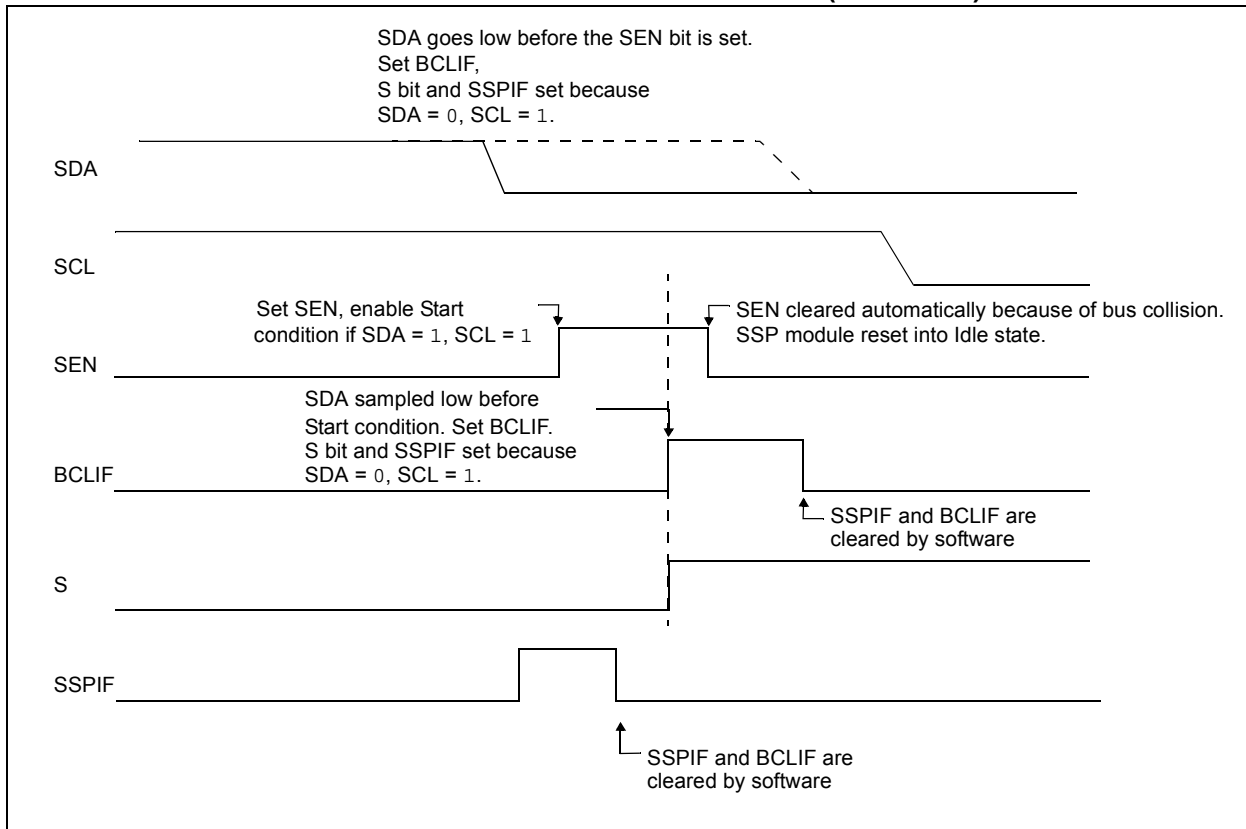 SDA goes low before the SEN bit is set.
Set BCLIF,
S bit and SSPIF set because
SDA = 0, SCL = 1.
SDA
SCL
Set SEN, enable Start
condition if SDA = 1, SCL = 1
SEN cleared automatically because of bus collision.
SSP module reset into Idle state.
SEN
SDA sampled low before
Start condition. Set BCLIF.
S bit and SSPIF set because
SDA = 0, SCL = 1.
BCLIF
SSPIF and BCLIF are
cleared by software
S
SSPIF
SSPIF and BCLIF are
cleared by software